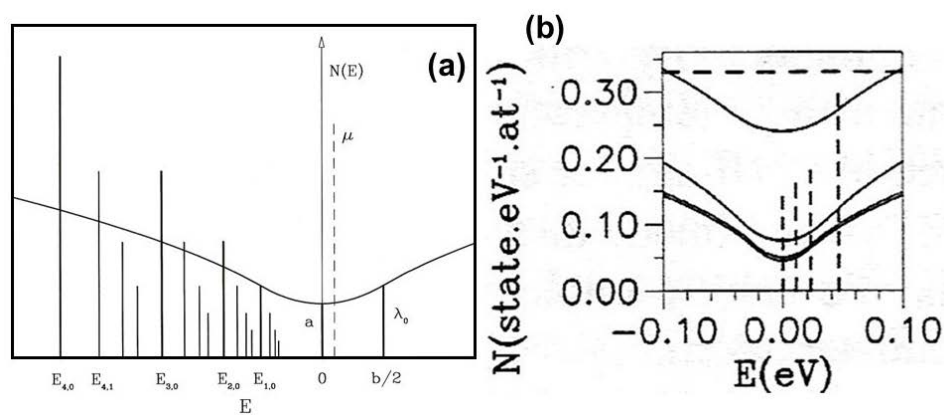 (a)
N(E)
μ
a
λ₀
E₄,₀
E₄,₁
E₃,₀
E₂,₀
E₁,₀
0
b/2
E
(b)
N(state.eV⁻¹.at⁻¹)
0.30
0.20
0.10
0.00
−0.10
0.00
0.10
E(eV)